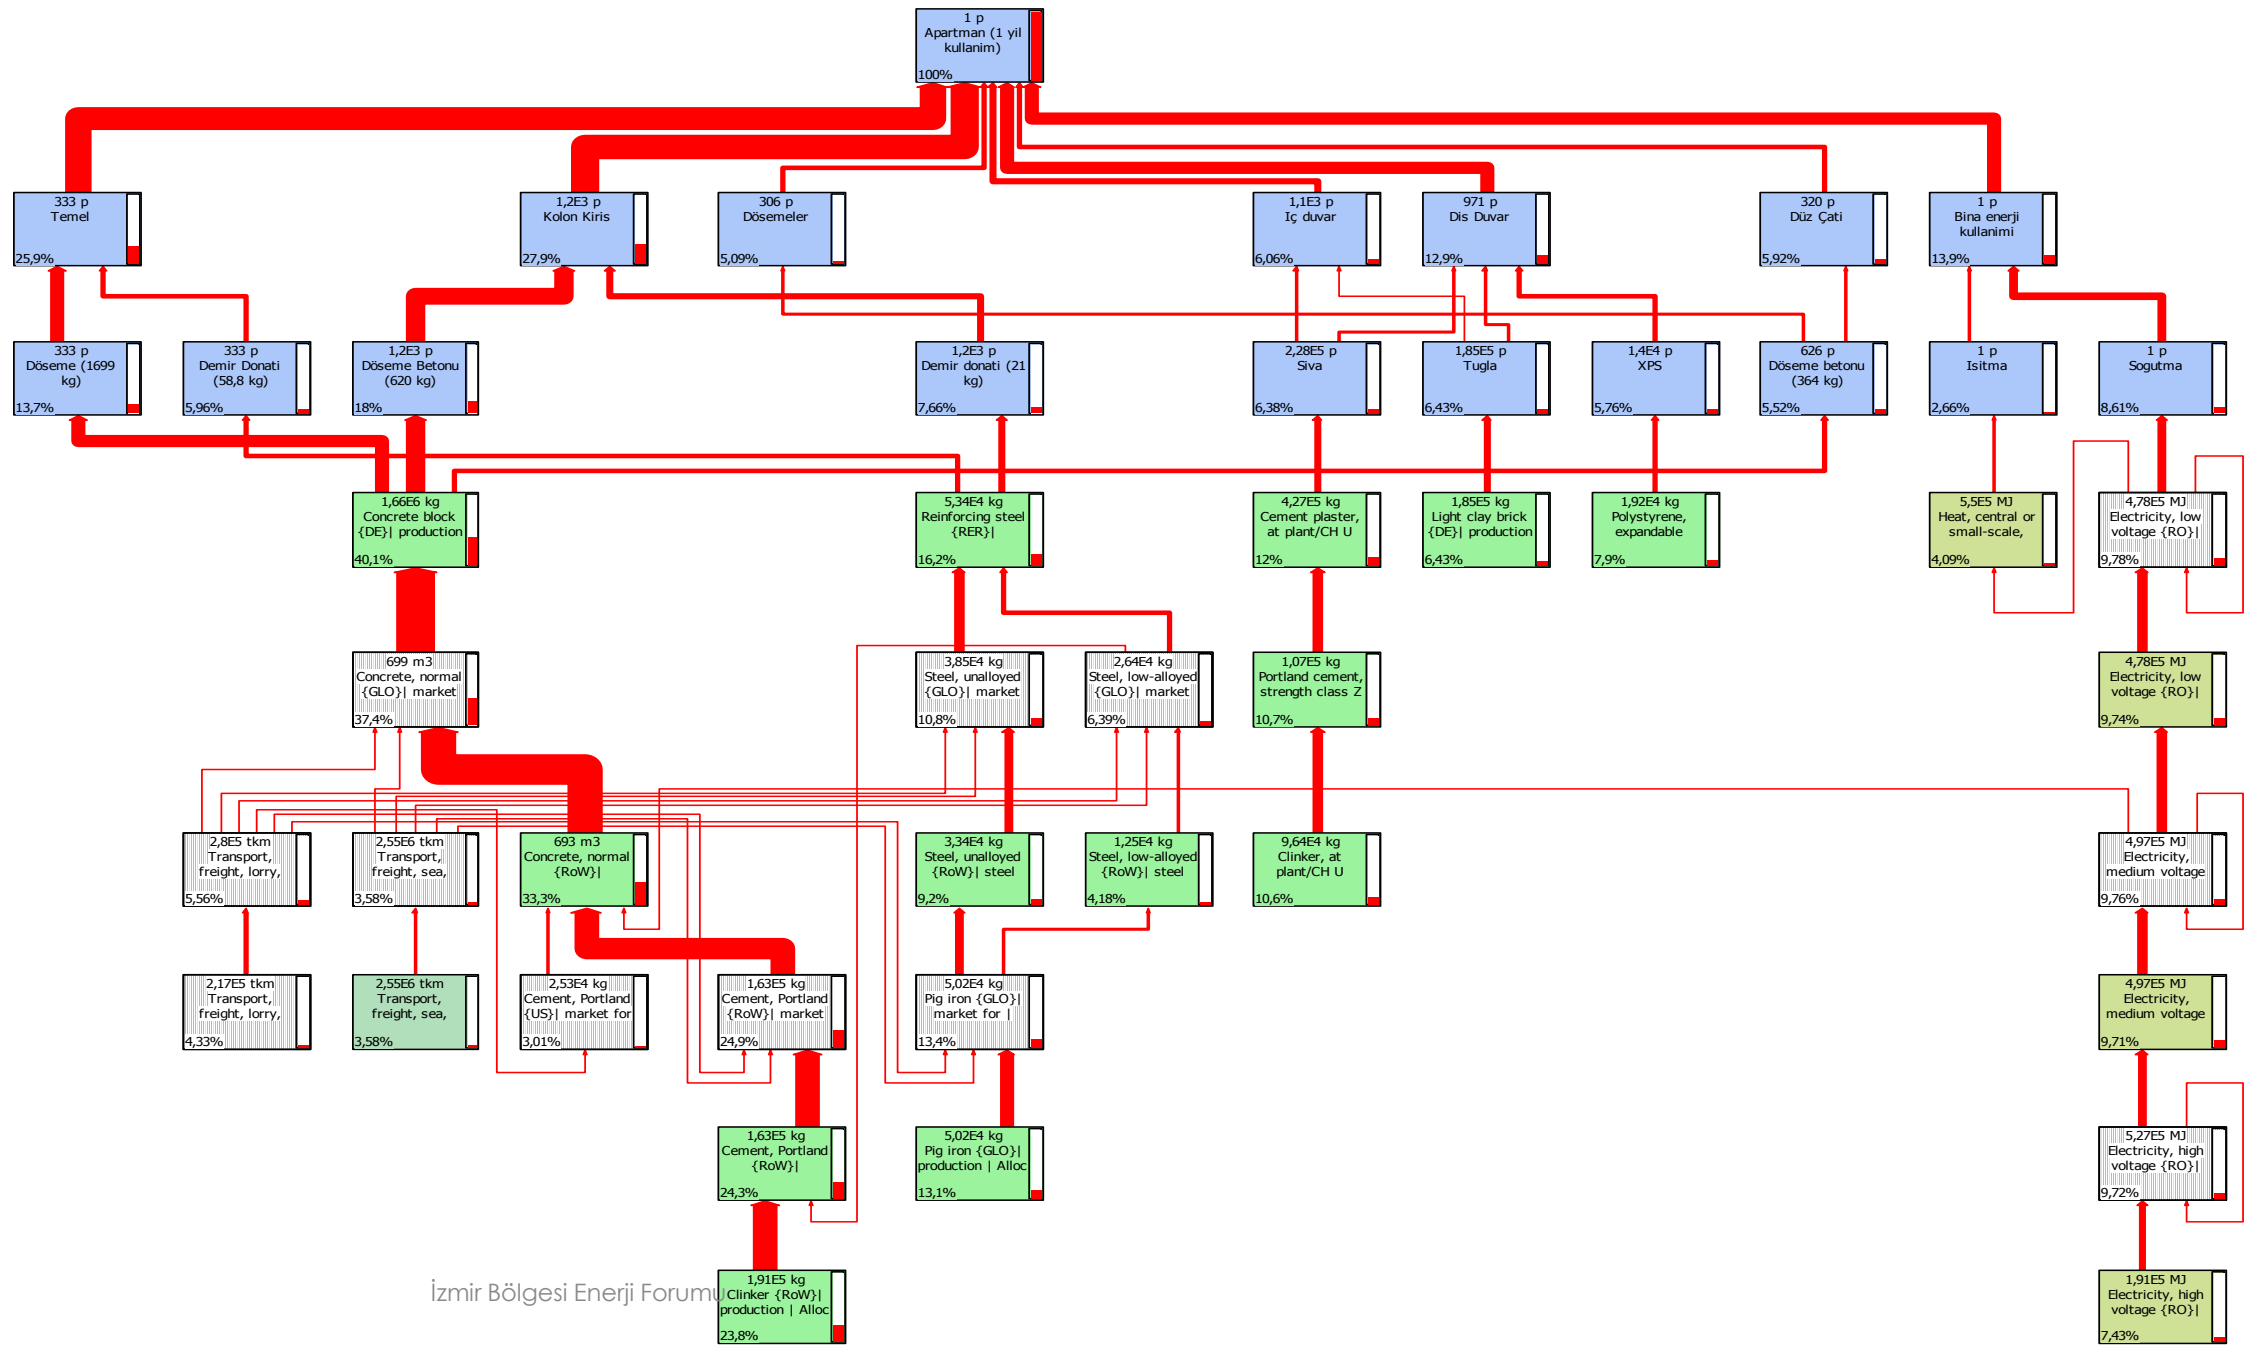 1 p
Apartman (1 yil
kullanim)
100%
333 p
Temel
25,9%
1,2E3 p
Kolon Kiris
27,9%
306 p
Dösemeler
5,09%
1,1E3 p
Iç duvar
6,06%
971 p
Dis Duvar
12,9%
320 p
Düz Çati
5,92%
1 p
Bina enerji
kullanimi
13,9%
333 p
Döseme (1699
kg)
13,7%
333 p
Demir Donati
(58,8 kg)
5,96%
1,2E3 p
Döseme Betonu
(620 kg)
18%
1,2E3 p
Demir donati (21
kg)
7,66%
2,28E5 p
Siva
6,38%
1,85E5 p
Tugla
6,43%
1,4E4 p
XPS
5,76%
626 p
Döseme betonu
(364 kg)
5,52%
1 p
Isitma
2,66%
1 p
Sogutma
8,61%
1,66E6 kg
Concrete block
{DE}| production
40,1%
5,34E4 kg
Reinforcing steel
{RER}|
16,2%
4,27E5 kg
Cement plaster,
at plant/CH U
12%
1,85E5 kg
Light clay brick
{DE}| production
6,43%
1,92E4 kg
Polystyrene,
expandable
7,9%
5,5E5 MJ
Heat, central or
small-scale,
4,09%
4,78E5 MJ
Electricity, low
voltage {RO}|
9,78%
699 m3
Concrete, normal
{GLO}| market
37,4%
3,85E4 kg
Steel, unalloyed
{GLO}| market
10,8%
2,64E4 kg
Steel, low-alloyed
{GLO}| market
6,39%
1,07E5 kg
Portland cement,
strength class Z
10,7%
4,78E5 MJ
Electricity, low
voltage {RO}|
9,74%
2,8E5 tkm
Transport,
freight, lorry,
5,56%
2,55E6 tkm
Transport,
freight, sea,
3,58%
693 m3
Concrete, normal
{RoW}|
33,3%
3,34E4 kg
Steel, unalloyed
{RoW}| steel
9,2%
1,25E4 kg
Steel, low-alloyed
{RoW}| steel
4,18%
9,64E4 kg
Clinker, at
plant/CH U
10,6%
4,97E5 MJ
Electricity,
medium voltage
9,76%
2,17E5 tkm
Transport,
freight, lorry,
4,33%
2,55E6 tkm
Transport,
freight, sea,
3,58%
2,53E4 kg
Cement, Portland
{US}| market for
3,01%
1,63E5 kg
Cement, Portland
{RoW}| market
24,9%
5,02E4 kg
Pig iron {GLO}|
market for |
13,4%
4,97E5 MJ
Electricity,
medium voltage
9,71%
1,63E5 kg
Cement, Portland
{RoW}|
24,3%
5,02E4 kg
Pig iron {GLO}|
production | Alloc
13,1%
5,27E5 MJ
Electricity, high
voltage {RO}|
9,72%
İzmir Bölgesi Enerji Forumu
1,91E5 kg
Clinker {RoW}|
production | Alloc
23,8%
1,91E5 MJ
Electricity, high
voltage {RO}|
7,43%